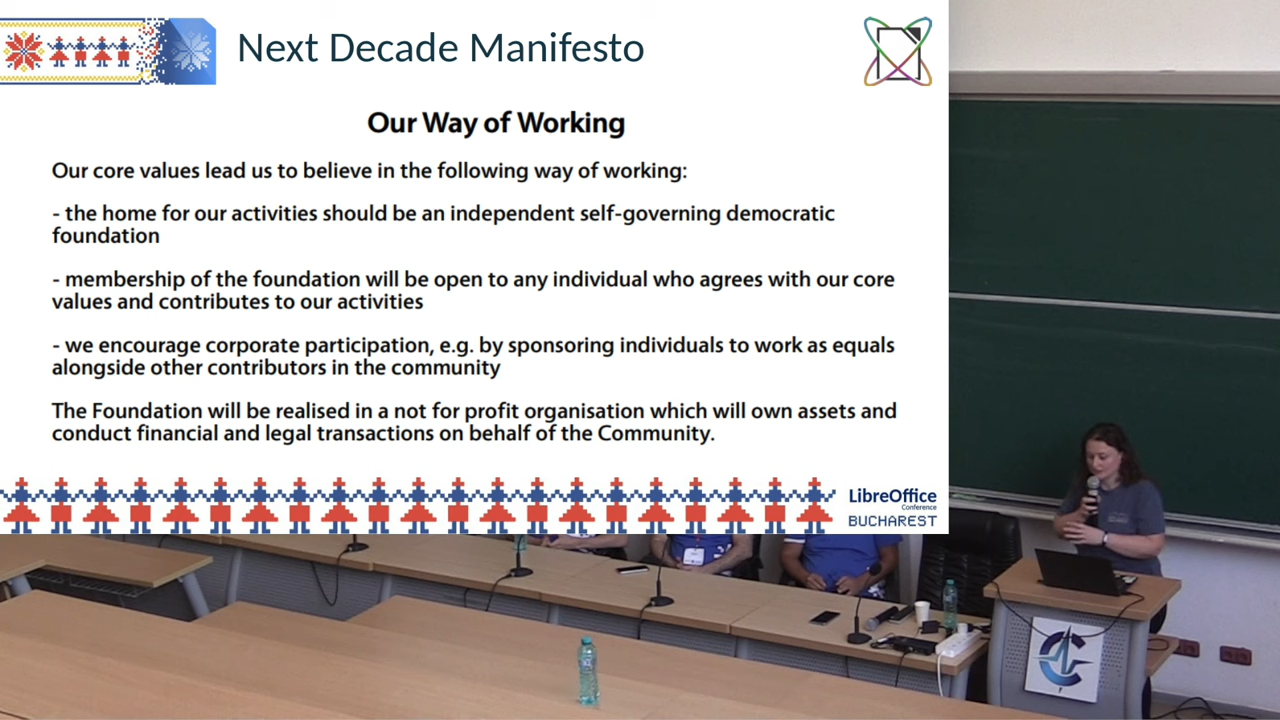 Next Decade Manifesto
Our Way of Working
Our core values lead us to believe in the following way of working:
- the home for our activities should be an independent self-governing democratic
foundation
- membership of the foundation will be open to any individual who agrees with our core
values and contributes to our activities
- we encourage corporate participation, e.g. by sponsoring individuals to work as equals
alongside other contributors in the community
The Foundation will be realised in a not for profit organisation which will own assets and
conduct financial and legal transactions on behalf of the Community.
LibreOffice
Conference
BUCHAREST